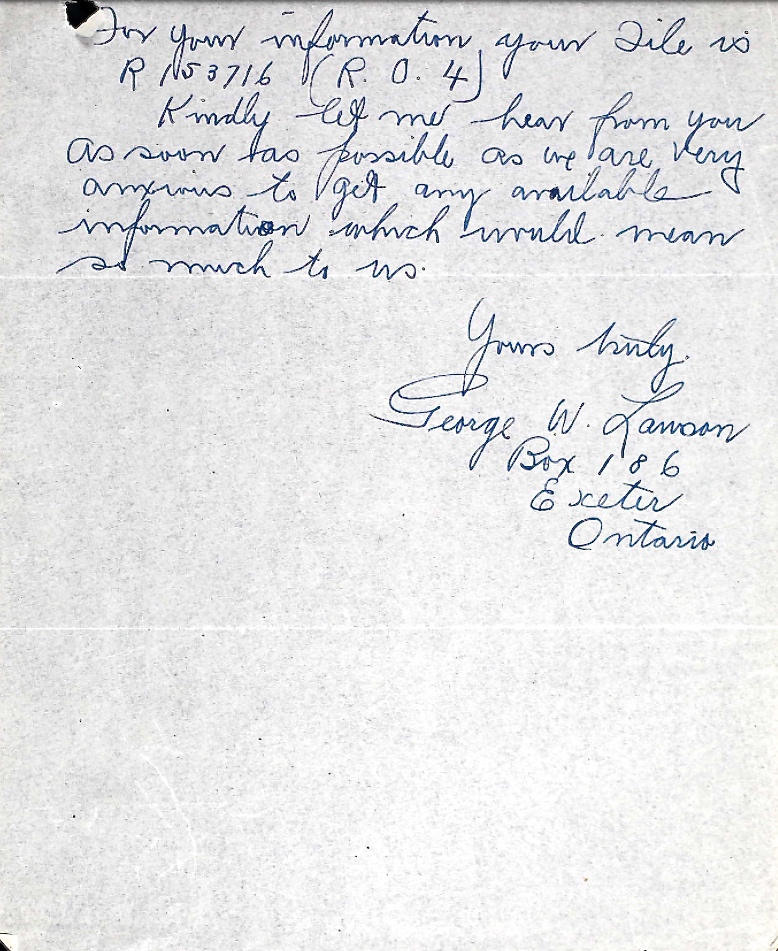 For your information your File is
R 153716 (R. O. 4)
Kindly let me hear from you
as soon as possible as we are very
anxious to get any available
information which would mean
so much to us.
Yours truly.
George W. Lawson
Box 186
Exeter
Ontario